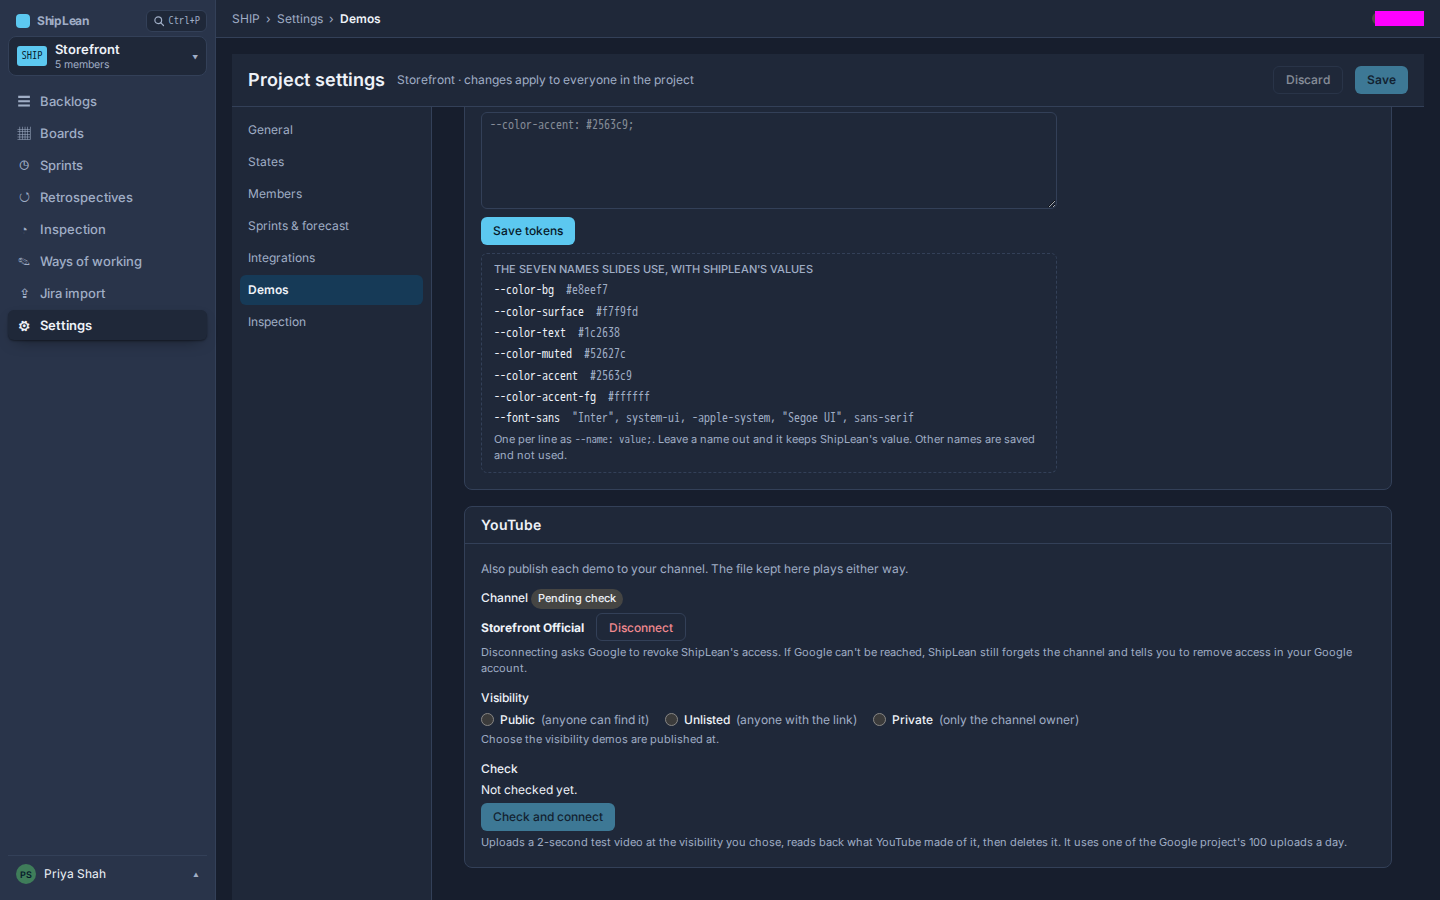 ShipLean
Ctrl+P
SHIP
Storefront
5 members
Backlogs
Boards
Sprints
Retrospectives
Inspection
Ways of working
Jira import
Settings
Priya Shah
PS
SHIP › Settings › Demos
Project settings
Storefront · changes apply to everyone in the project
Discard
Save
General
States
Members
Sprints & forecast
Integrations
Demos
Inspection
--color-accent: #2563c9;
Save tokens
THE SEVEN NAMES SLIDES USE, WITH SHIPLEAN'S VALUES
--color-bg #e8eef7
--color-surface #f7f9fd
--color-text #1c2638
--color-muted #52627c
--color-accent #2563c9
--color-accent-fg #ffffff
--font-sans "Inter", system-ui, -apple-system, "Segoe UI", sans-serif
One per line as --name: value;. Leave a name out and it keeps ShipLean's value. Other names are saved
and not used.
YouTube
Also publish each demo to your channel. The file kept here plays either way.
Channel Pending check
Storefront Official
Disconnect
Disconnecting asks Google to revoke ShipLean's access. If Google can't be reached, ShipLean still forgets the channel and tells you to remove access in your Google
account.
Visibility
Public (anyone can find it) Unlisted (anyone with the link) Private (only the channel owner)
Choose the visibility demos are published at.
Check
Not checked yet.
Check and connect
Uploads a 2-second test video at the visibility you chose, reads back what YouTube made of it, then deletes it. It uses one of the Google project's 100 uploads a day.